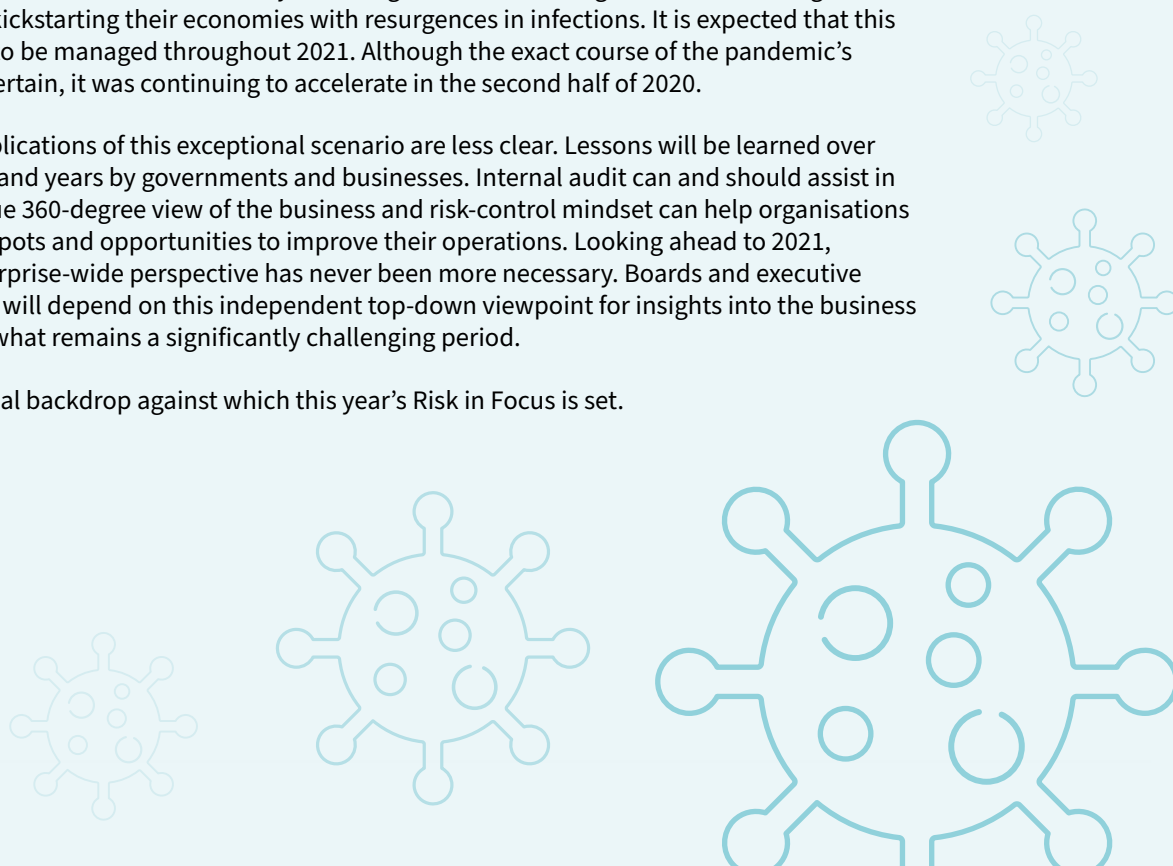 kickstarting their economies with resurgences in infections. It is expected that this
o be managed throughout 2021. Although the exact course of the pandemic’s
ertain, it was continuing to accelerate in the second half of 2020.
plications of this exceptional scenario are less clear. Lessons will be learned over
and years by governments and businesses. Internal audit can and should assist in
ue 360-degree view of the business and risk-control mindset can help organisations
pots and opportunities to improve their operations. Looking ahead to 2021,
rprise-wide perspective has never been more necessary. Boards and executive
will depend on this independent top-down viewpoint for insights into the business
what remains a significantly challenging period.
al backdrop against which this year’s Risk in Focus is set.